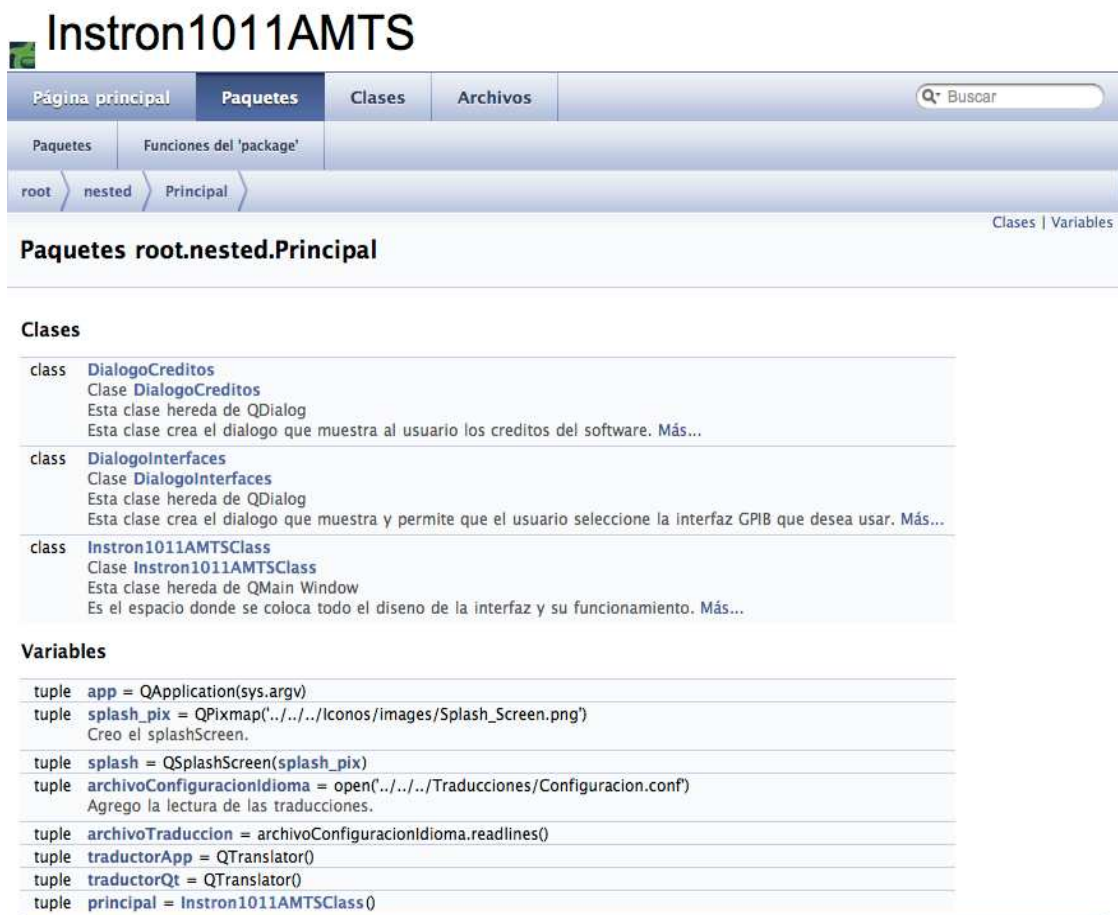 Instron1011AMTS
Página principal Paquetes Clases Archivos Buscar
Paquetes Funciones del 'package'
root nested Principal
Clases | Variables
Paquetes root.nested.Principal
Clases
class DialogoCreditos
Clase DialogoCreditos
Esta clase hereda de QDialog
Esta clase crea el dialogo que muestra al usuario los creditos del software. Más...
class DialogoInterfaces
Clase DialogoInterfaces
Esta clase hereda de QDialog
Esta clase crea el dialogo que muestra y permite que el usuario seleccione la interfaz GPIB que desea usar. Más...
class Instron1011AMTSClass
Clase Instron1011AMTSClass
Esta clase hereda de QMain Window
Es el espacio donde se coloca todo el diseno de la interfaz y su funcionamiento. Más...
Variables
tuple app = QApplication(sys.argv)
tuple splash_pix = QPixmap('../../../Iconos/images/Splash_Screen.png')
Creo el splashScreen.
tuple splash = QSplashScreen(splash_pix)
tuple archivoConfiguracionIdioma = open('../../../Traducciones/Configuracion.conf')
Agrego la lectura de las traducciones.
tuple archivoTraduccion = archivoConfiguracionIdioma.readlines()
tuple traductorApp = QTranslator()
tuple traductorQt = QTranslator()
tuple principal = Instron1011AMTSClass()